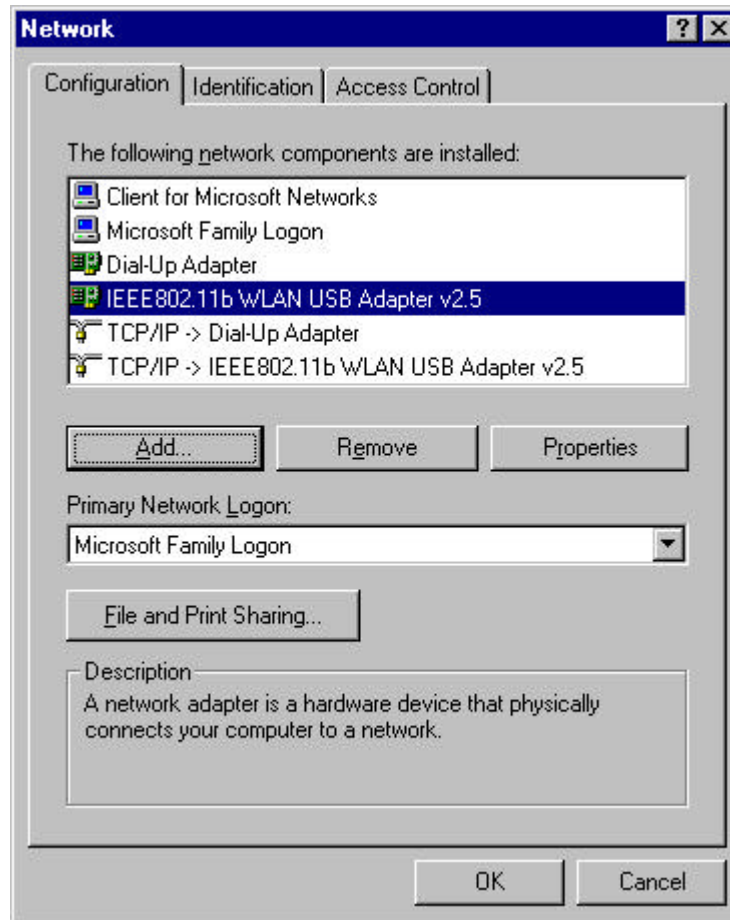 Network
Configuration Identification Access Control
The following network components are installed:
Client for Microsoft Networks
Microsoft Family Logon
Dial-Up Adapter
IEEE802.11b WLAN USB Adapter v2.5
TCP/IP -> Dial-Up Adapter
TCP/IP -> IEEE802.11b WLAN USB Adapter v2.5
Add... Remove Properties
Primary Network Logon:
Microsoft Family Logon
File and Print Sharing...
Description
A network adapter is a hardware device that physically
connects your computer to a network.
OK Cancel